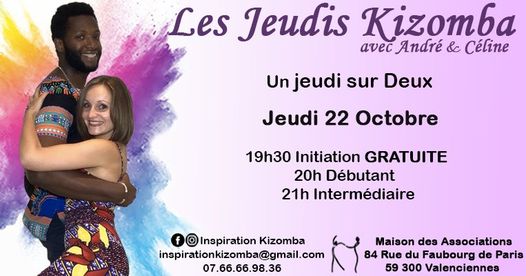 Les Jeudis Kizomba
avec André & Céline
Un jeudi sur Deux
Jeudi 22 Octobre
19h30 Initiation GRATUITE
20h Débutant
21h Intermédiaire
Inspiration Kizomba
inspirationkizomba@gmail.com
07.66.66.98.36
Maison des Associations
84 Rue du Faubourg de Paris
59 300 Valenciennes